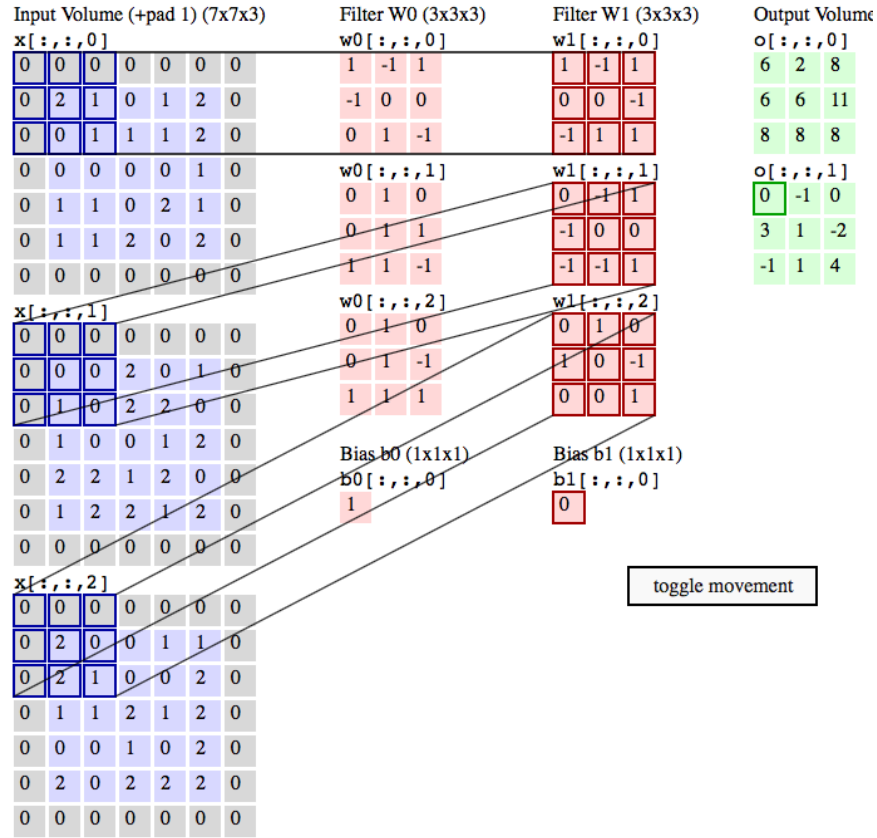 Input Volume (+pad 1) (7x7x3)
x[:,:,0]
0 0 0 0 0 0 0
0 2 1 0 1 2 0
0 0 1 1 1 2 0
0 0 0 0 0 1 0
0 1 1 0 2 1 0
0 1 1 2 0 2 0
0 0 0 0 0 0 0
x[:,:,1]
0 0 0 0 0 0 0
0 0 0 2 0 1 0
0 1 0 2 2 0 0
0 1 0 0 1 2 0
0 2 2 1 2 0 0
0 1 2 2 1 2 0
0 0 0 0 0 0 0
x[:,:,2]
0 0 0 0 0 0 0
0 2 0 0 1 1 0
0 2 1 0 0 2 0
0 1 1 2 1 2 0
0 0 0 1 0 2 0
0 2 0 2 2 2 0
0 0 0 0 0 0 0
Filter W0 (3x3x3)
w0[:,:,0]
1 -1 1
-1 0 0
0 1 -1
w0[:,:,1]
0 1 0
0 1 1
1 1 -1
w0[:,:,2]
0 1 0
0 1 -1
1 1 1
Bias b0 (1x1x1)
b0[:,:,0]
1
Filter W1 (3x3x3)
w1[:,:,0]
1 -1 1
0 0 -1
-1 1 1
w1[:,:,1]
0 -1 1
-1 0 0
-1 -1 1
w1[:,:,2]
0 1 0
1 0 -1
0 0 1
Bias b1 (1x1x1)
b1[:,:,0]
0
Output Volume
o[:,:,0]
6 2 8
6 6 11
8 8 8
o[:,:,1]
0 -1 0
3 1 -2
-1 1 4
toggle movement